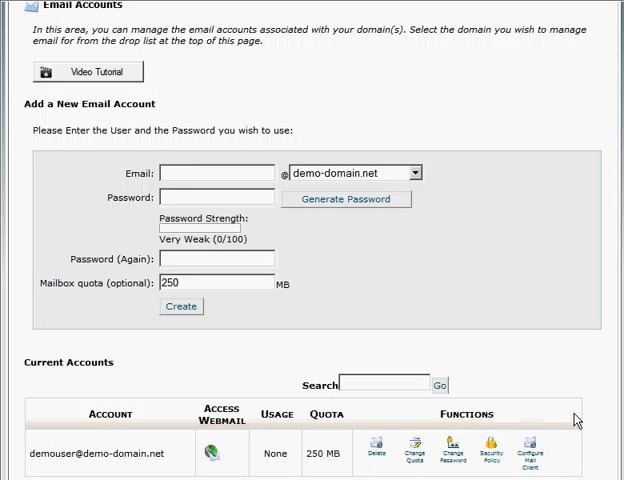 Email Accounts
In this area, you can manage the email accounts associated with your domain(s). Select the domain you wish to manage
email for from the drop list at the top of this page.
Video Tutorial
Add a New Email Account
Please Enter the User and the Password you wish to use:
Email: @ demo-domain.net
Password: Generate Password
Password Strength:
Very Weak (0/100)
Password (Again):
Mailbox quota (optional): 250 MB
Create
Current Accounts
Search Go
ACCOUNT ACCESS WEBMAIL USAGE QUOTA FUNCTIONS
demouser@demo-domain.net None 250 MB
Delete Change Quota Change Password Security Policy Configure Mail Client